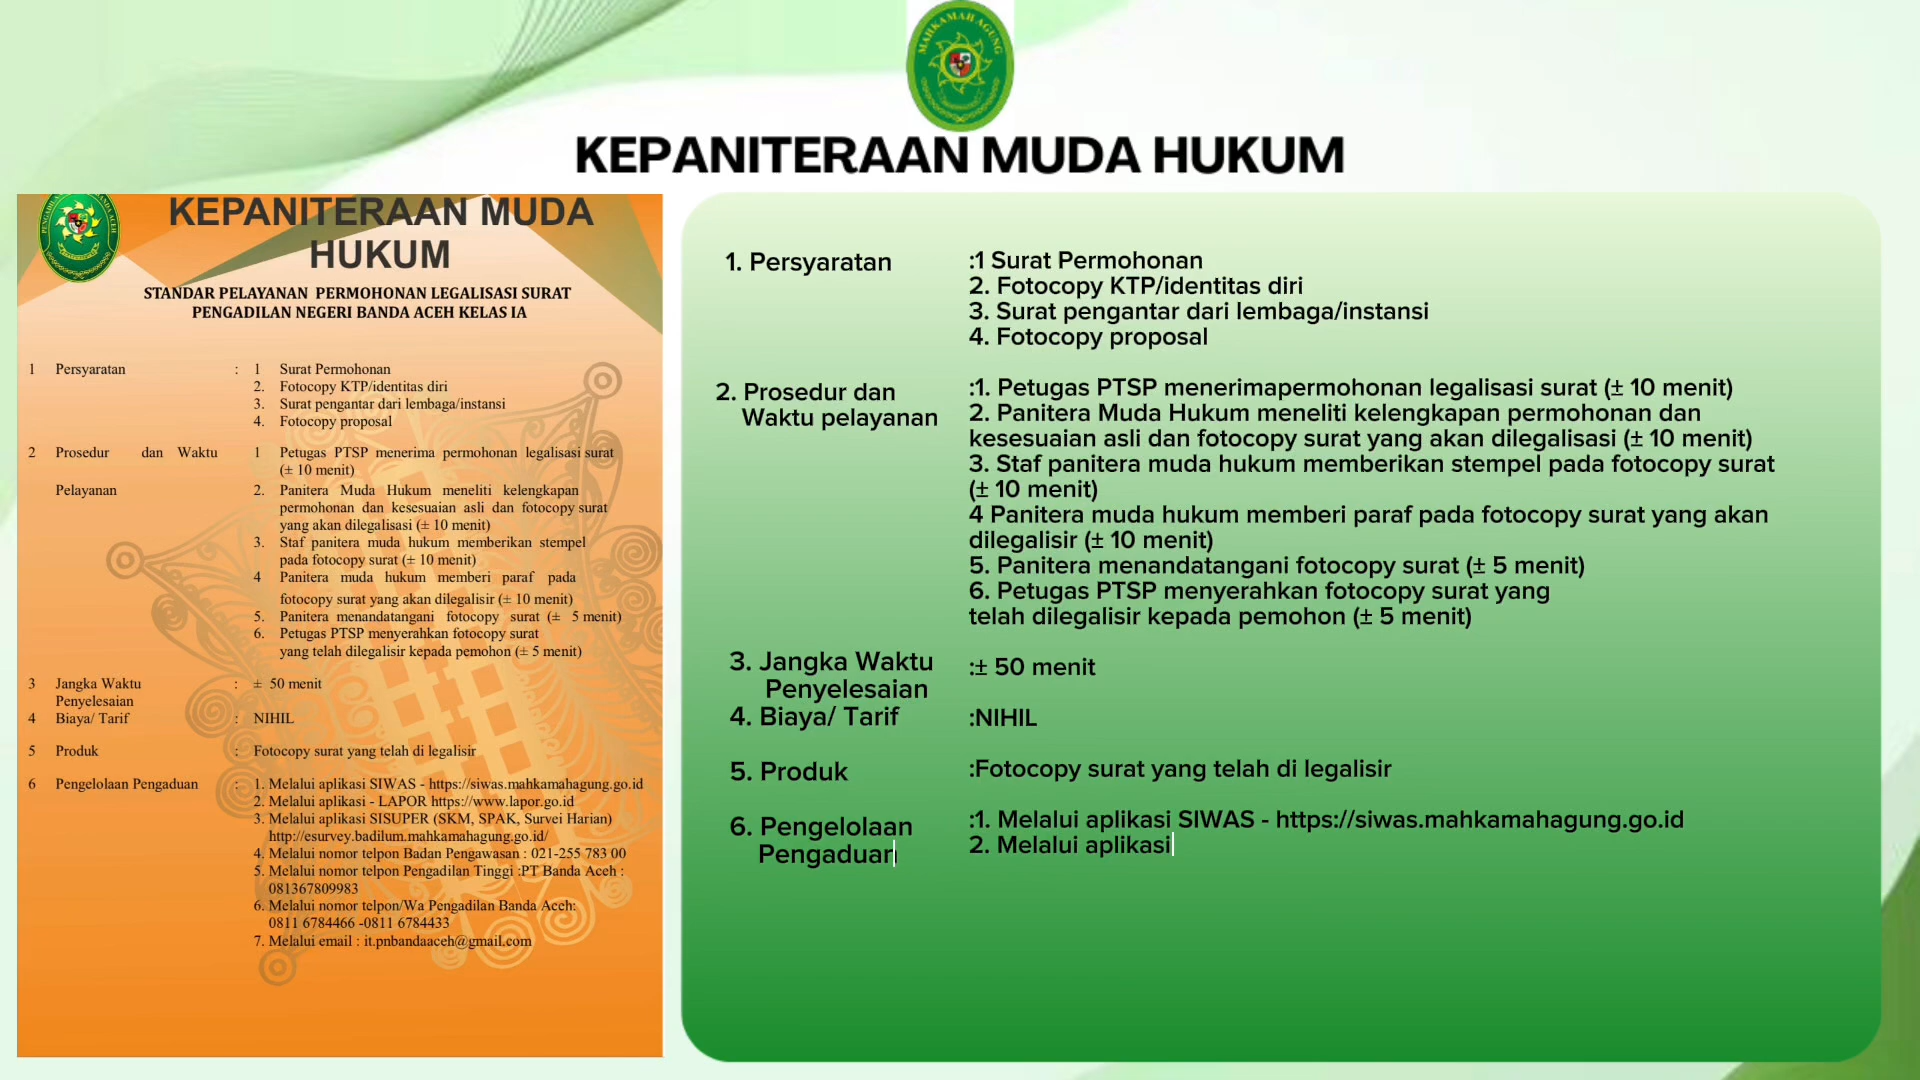 MAHKAMAH AGUNG
KEPANITERAAN MUDA HUKUM
KEPANITERAAN MUDA
HUKUM
STANDAR PELAYANAN PERMOHONAN LEGALISASI SURAT
PENGADILAN NEGERI BANDA ACEH KELAS IA
1 Persyaratan : 1 Surat Permohonan
2. Fotocopy KTP/identitas diri
3. Surat pengantar dari lembaga/instansi
4. Fotocopy proposal
2 Prosedur dan Waktu 1 Petugas PTSP menerima permohonan legalisasi surat
(± 10 menit)
Pelayanan 2. Panitera Muda Hukum meneliti kelengkapan
permohonan dan kesesuaian asli dan fotocopy surat
yang akan dilegalisasi (± 10 menit)
3. Staf panitera muda hukum memberikan stempel
pada fotocopy surat (± 10 menit)
4 Panitera muda hukum memberi paraf pada
fotocopy surat yang akan dilegalisir (± 10 menit)
5. Panitera menandatangani fotocopy surat (± 5 menit)
6. Petugas PTSP menyerahkan fotocopy surat
yang telah dilegalisir kepada pemohon (± 5 menit)
3 Jangka Waktu : ± 50 menit
Penyelesaian
4 Biaya/ Tarif : NIHIL
5 Produk : Fotocopy surat yang telah di legalisir
6 Pengelolaan Pengaduan : 1. Melalui aplikasi SIWAS - https://siwas.mahkamahagung.go.id
2. Melalui aplikasi - LAPOR https://www.lapor.go.id
3. Melalui aplikasi SISUPER (SKM, SPAK, Survei Harian)
http://esurvey.badilum.mahkamahagung.go.id/
4. Melalui nomor telpon Badan Pengawasan : 021-255 783 00
5. Melalui nomor telpon Pengadilan Tinggi :PT Banda Aceh :
081367809983
6. Melalui nomor telpon/Wa Pengadilan Banda Aceh:
0811 6784466 -0811 6784433
7. Melalui email : it.pnbandaaceh@gmail.com
1. Persyaratan :1 Surat Permohonan
2. Fotocopy KTP/identitas diri
3. Surat pengantar dari lembaga/instansi
4. Fotocopy proposal
2. Prosedur dan :1. Petugas PTSP menerimapermohonan legalisasi surat (± 10 menit)
Waktu pelayanan 2. Panitera Muda Hukum meneliti kelengkapan permohonan dan
kesesuaian asli dan fotocopy surat yang akan dilegalisasi (± 10 menit)
3. Staf panitera muda hukum memberikan stempel pada fotocopy surat
(± 10 menit)
4 Panitera muda hukum memberi paraf pada fotocopy surat yang akan
dilegalisir (± 10 menit)
5. Panitera menandatangani fotocopy surat (± 5 menit)
6. Petugas PTSP menyerahkan fotocopy surat yang
telah dilegalisir kepada pemohon (± 5 menit)
3. Jangka Waktu :± 50 menit
Penyelesaian
4. Biaya/ Tarif :NIHIL
5. Produk :Fotocopy surat yang telah di legalisir
6. Pengelolaan :1. Melalui aplikasi SIWAS - https://siwas.mahkamahagung.go.id
Pengaduan 2. Melalui aplikasi